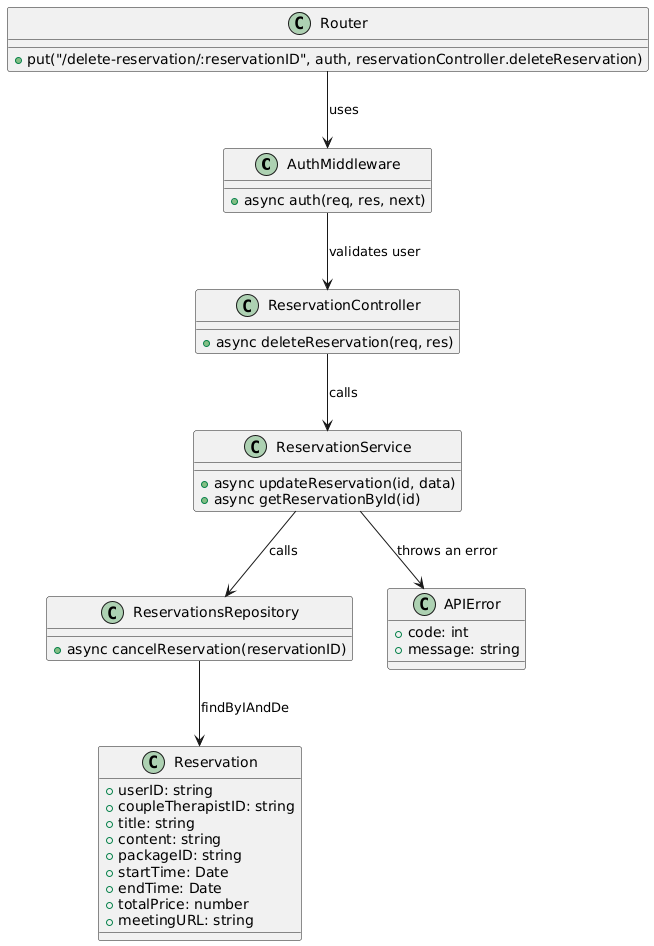 C Router
put("/delete-reservation/:reservationID", auth, reservationController.deleteReservation)
uses
C AuthMiddleware
async auth(req, res, next)
validates user
C ReservationController
async deleteReservation(req, res)
calls
C ReservationService
async updateReservation(id, data)
async getReservationById(id)
calls
throws an error
C ReservationsRepository
async cancelReservation(reservationID)
C APIError
code: int
message: string
findByIAndDe
C Reservation
userID: string
coupleTherapistID: string
title: string
content: string
packageID: string
startTime: Date
endTime: Date
totalPrice: number
meetingURL: string